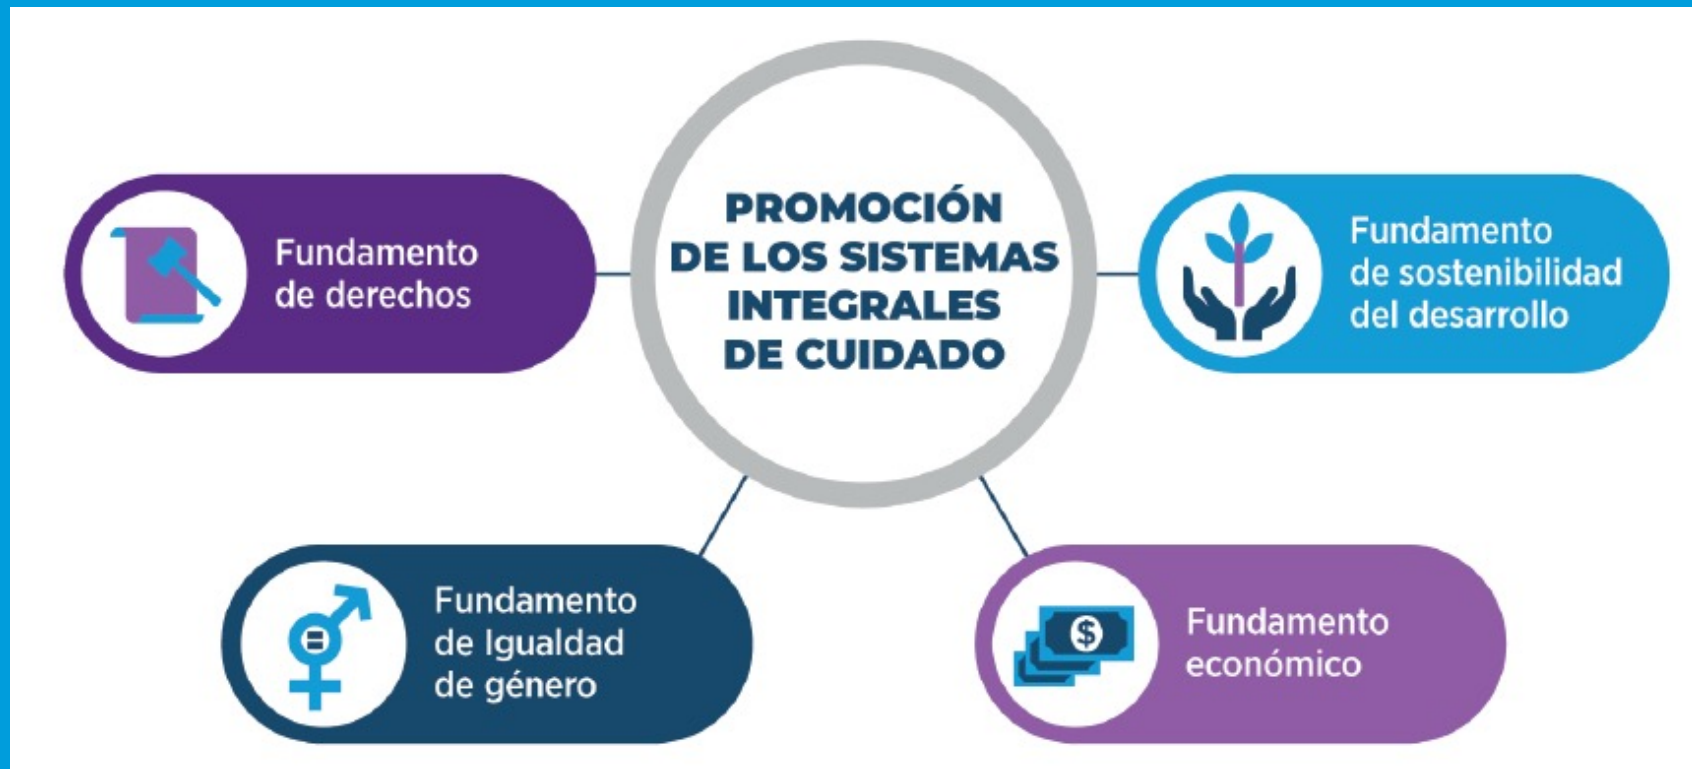 PROMOCIÓN
DE LOS SISTEMAS
INTEGRALES
DE CUIDADO
Fundamento
de derechos
Fundamento
de sostenibilidad
del desarrollo
Fundamento
de Igualdad
de género
$
Fundamento
económico